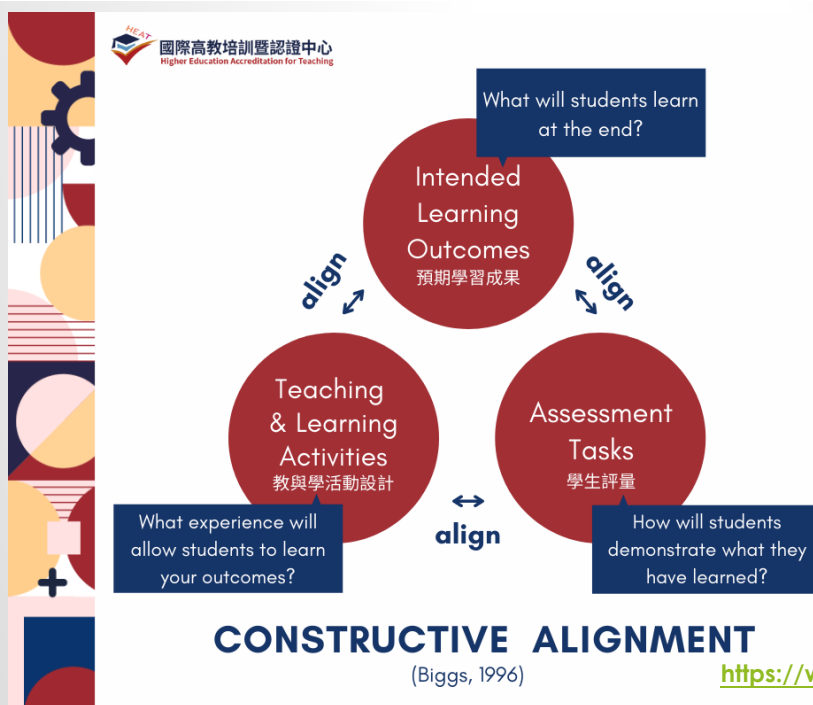 HEAT
國際高教培訓暨認證中心
Higher Education Accreditation for Teaching
What will students learn
at the end?
Intended
Learning
Outcomes
預期學習成果
align
align
Teaching
& Learning
Activities
教與學活動設計
Assessment
Tasks
學生評量
What experience will
allow students to learn
your outcomes?
align
How will students
demonstrate what they
have learned?
CONSTRUCTIVE ALIGNMENT
(Biggs, 1996)
https://w